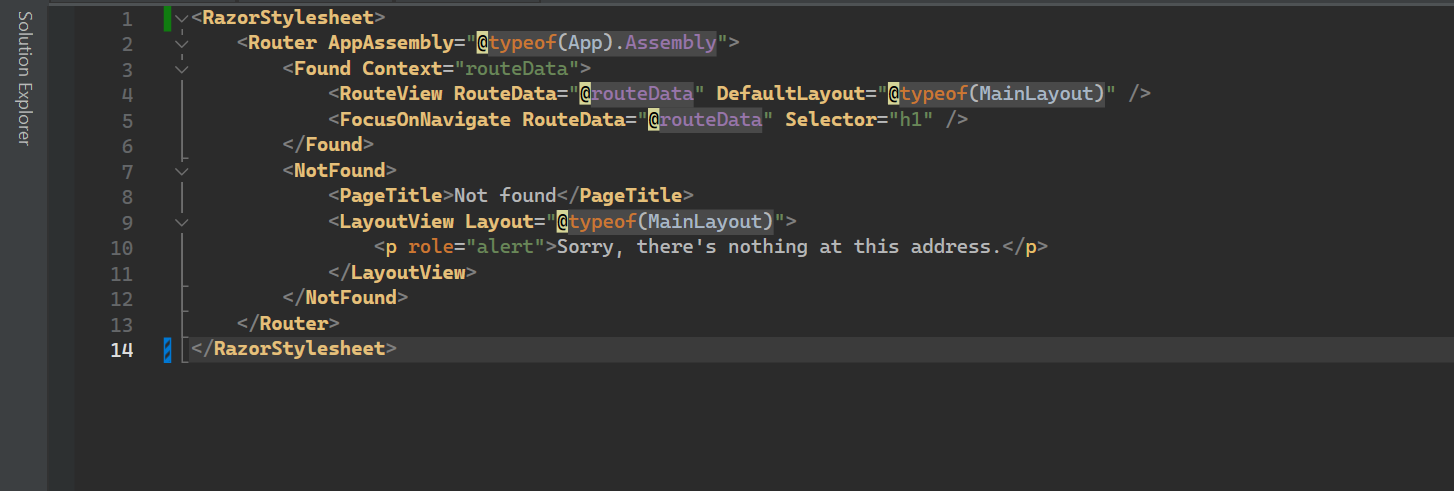 Solution Explorer
1 <RazorStylesheet>
2 <Router AppAssembly="@typeof(App).Assembly">
3 <Found Context="routeData">
4 <RouteView RouteData="@routeData" DefaultLayout="@typeof(MainLayout)" />
5 <FocusOnNavigate RouteData="@routeData" Selector="h1" />
6 </Found>
7 <NotFound>
8 <PageTitle>Not found</PageTitle>
9 <LayoutView Layout="@typeof(MainLayout)">
10 <p role="alert">Sorry, there's nothing at this address.</p>
11 </LayoutView>
12 </NotFound>
13 </Router>
14 </RazorStylesheet>